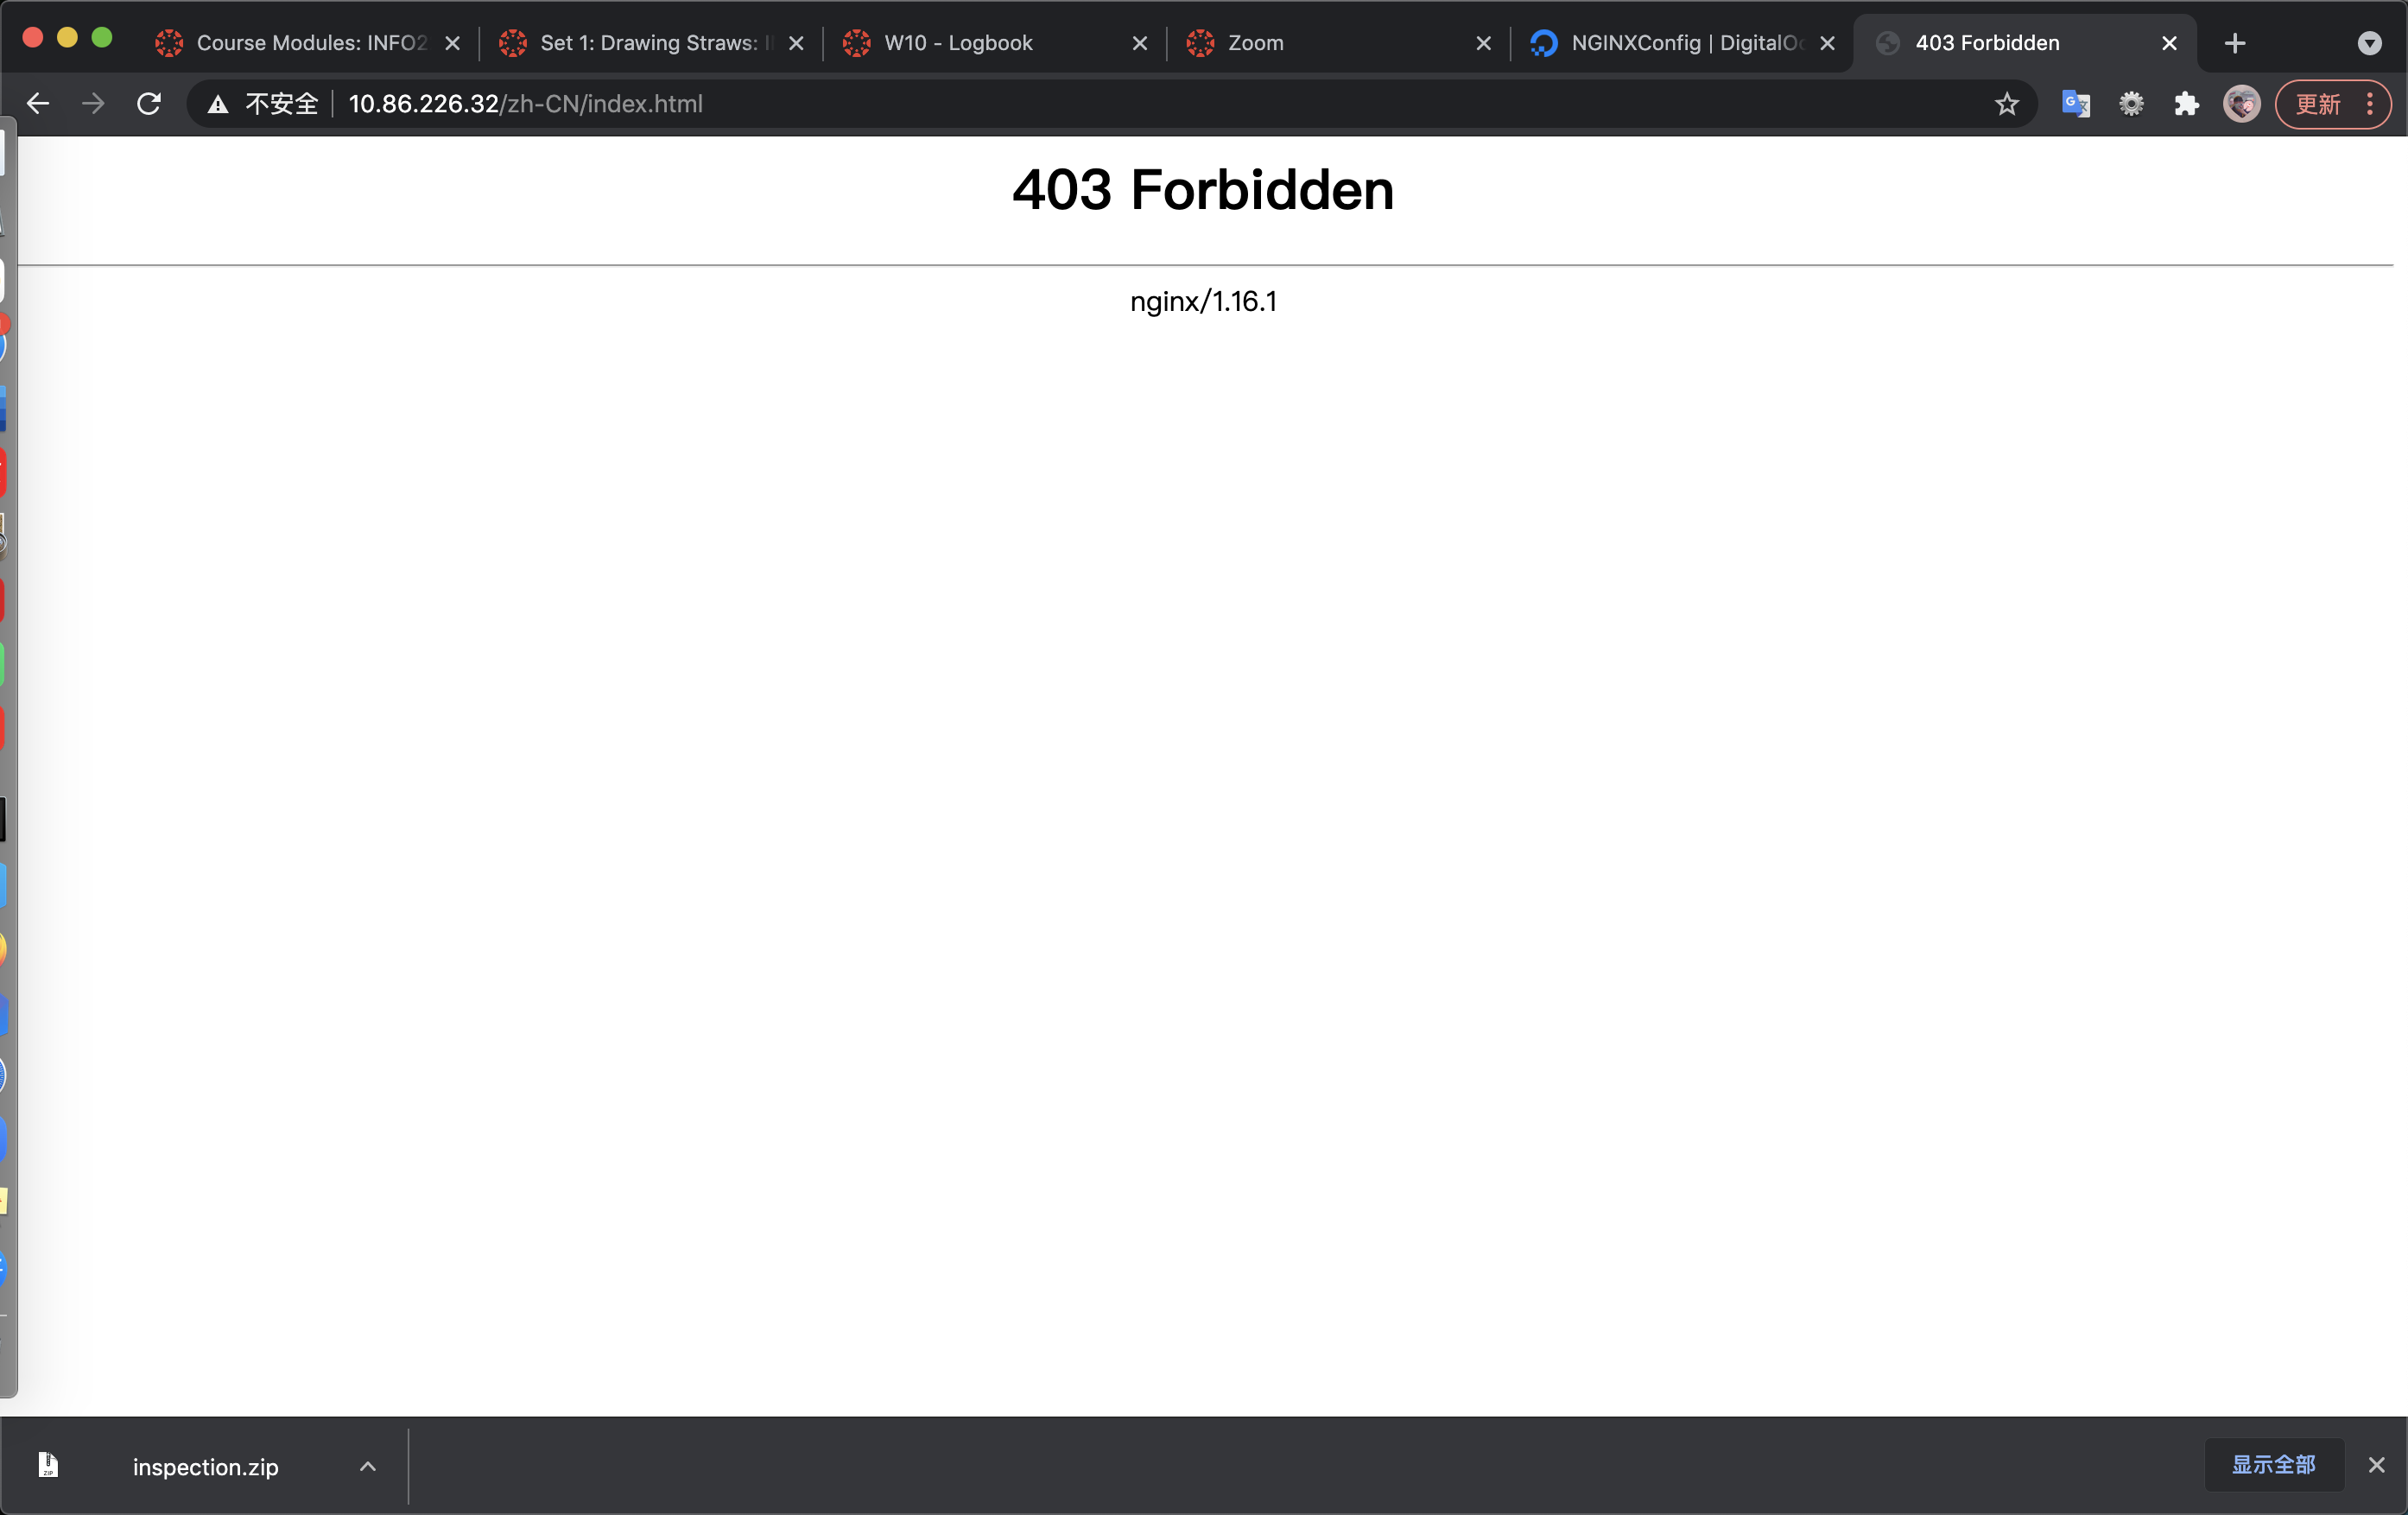 Course Modules: INFO2
Set 1: Drawing Straws: I
W10 - Logbook
Zoom
NGINXConfig | DigitalOc
403 Forbidden
不安全
10.86.226.32/zh-CN/index.html
更新
403 Forbidden
nginx/1.16.1
ZIP
inspection.zip
显示全部